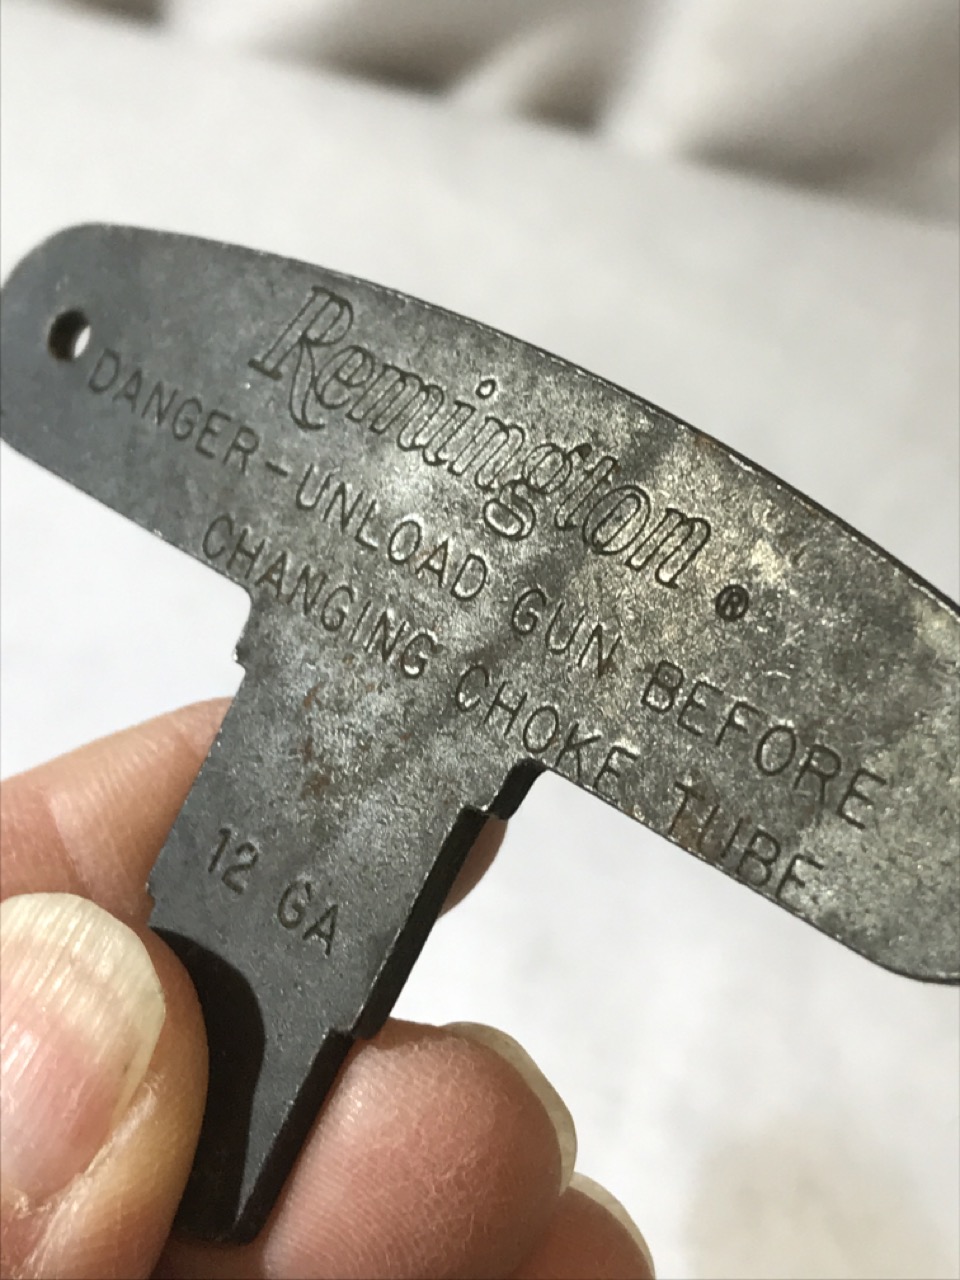 Remington®
DANGER-UNLOAD GUN BEFORE
CHANGING CHOKE TUBE
12 GA